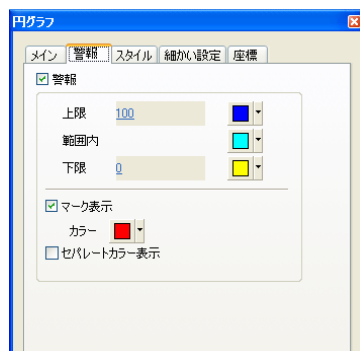 円グラフ
メイン 警報 スタイル 細かい設定 座標
警報
上限 100
範囲内
下限 0
マーク表示
カラー
セパレートカラー表示